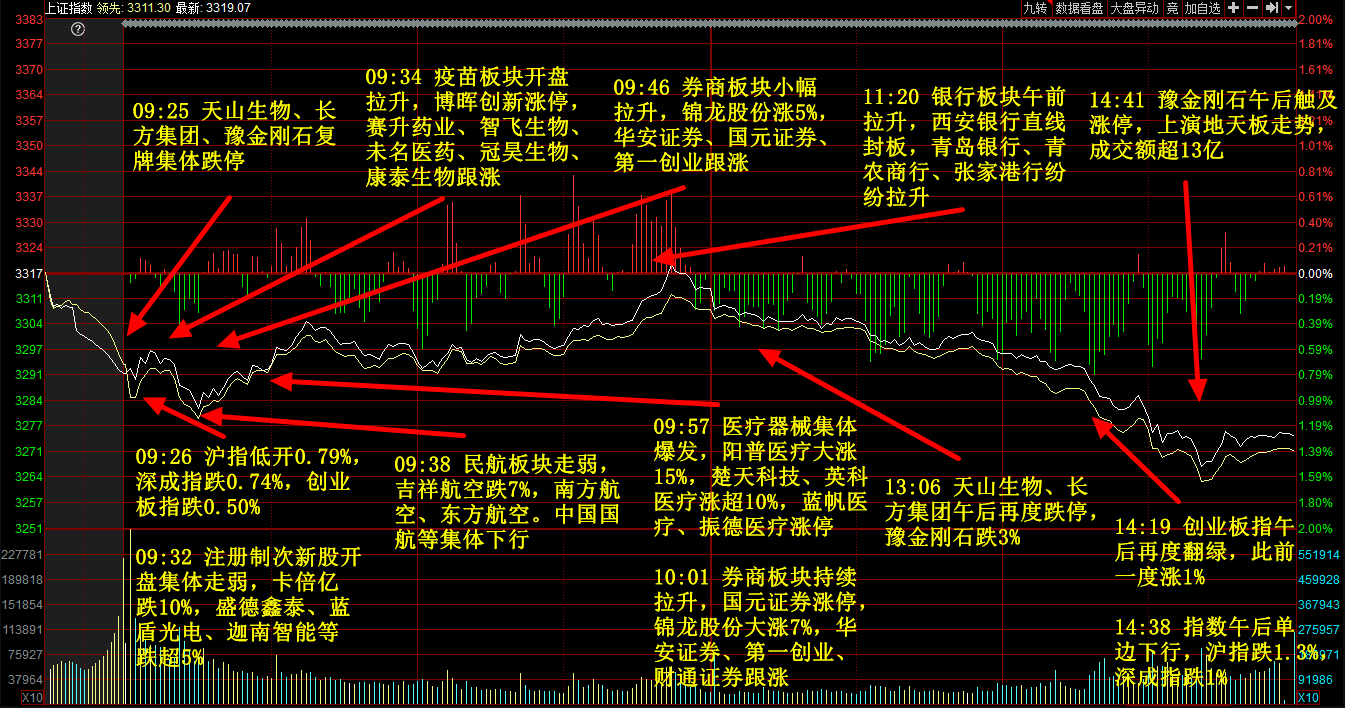 上证指数 领先: 3311.30 最新: 3319.07
九转 数据看盘 大盘异动 竞 加自选
3383
3377
3370
3364
3357
3350
3344
3337
3330
3324
3317
3311
3304
3297
3291
3284
3277
3271
3264
3257
3251
227781
189818
151854
113891
75927
37964
X10
09:25 天山生物、长
方集团、豫金刚石复
牌集体跌停
09:34 疫苗板块开盘
拉升，博晖创新涨停，
赛升药业、智飞生物、
未名医药、冠昊生物、
康泰生物跟涨
09:46 券商板块小幅
拉升，锦龙股份涨5%，
华安证券、国元证券、
第一创业跟涨
11:20 银行板块午前
拉升，西安银行直线
封板，青岛银行、青
农商行、张家港行纷
纷拉升
14:41 豫金刚石午后触及
涨停，上演地天板走势，
成交额超13亿
09:26 沪指低开0.79%，
深成指跌0.74%，创业
板指跌0.50%
09:32 注册制次新股开
盘集体走弱，卡倍亿
跌10%，盛德鑫泰、蓝
盾光电、迦南智能等
跌超5%
09:38 民航板块走弱，
吉祥航空跌7%，南方航
空、东方航空。中国国
航等集体下行
09:57 医疗器械集体
爆发，阳普医疗大涨
15%，楚天科技、英科
医疗涨超10%，蓝帆医
疗、振德医疗涨停
10:01 券商板块持续
拉升，国元证券涨停，
锦龙股份大涨7%，华
安证券、第一创业、
财通证券跟涨
13:06 天山生物、长
方集团午后再度跌停，
豫金刚石跌3%
14:19 创业板指午
后再度翻绿，此前
一度涨1%
14:38 指数午后单
边下行，沪指跌1.3%，
深成指跌1%
2.00%
1.81%
1.61%
1.41%
1.21%
1.01%
0.81%
0.61%
0.40%
0.21%
0.00%
0.19%
0.39%
0.59%
0.79%
0.99%
1.19%
1.39%
1.59%
1.80%
2.00%
551914
459928
367943
275957
91986
X10